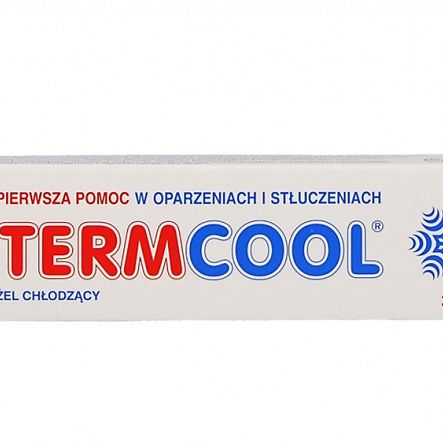 PIERWSZA POMOC W OPARZENIACH I STŁUCZENIACH
TERMCOOL®
ŻEL CHŁODZĄCY